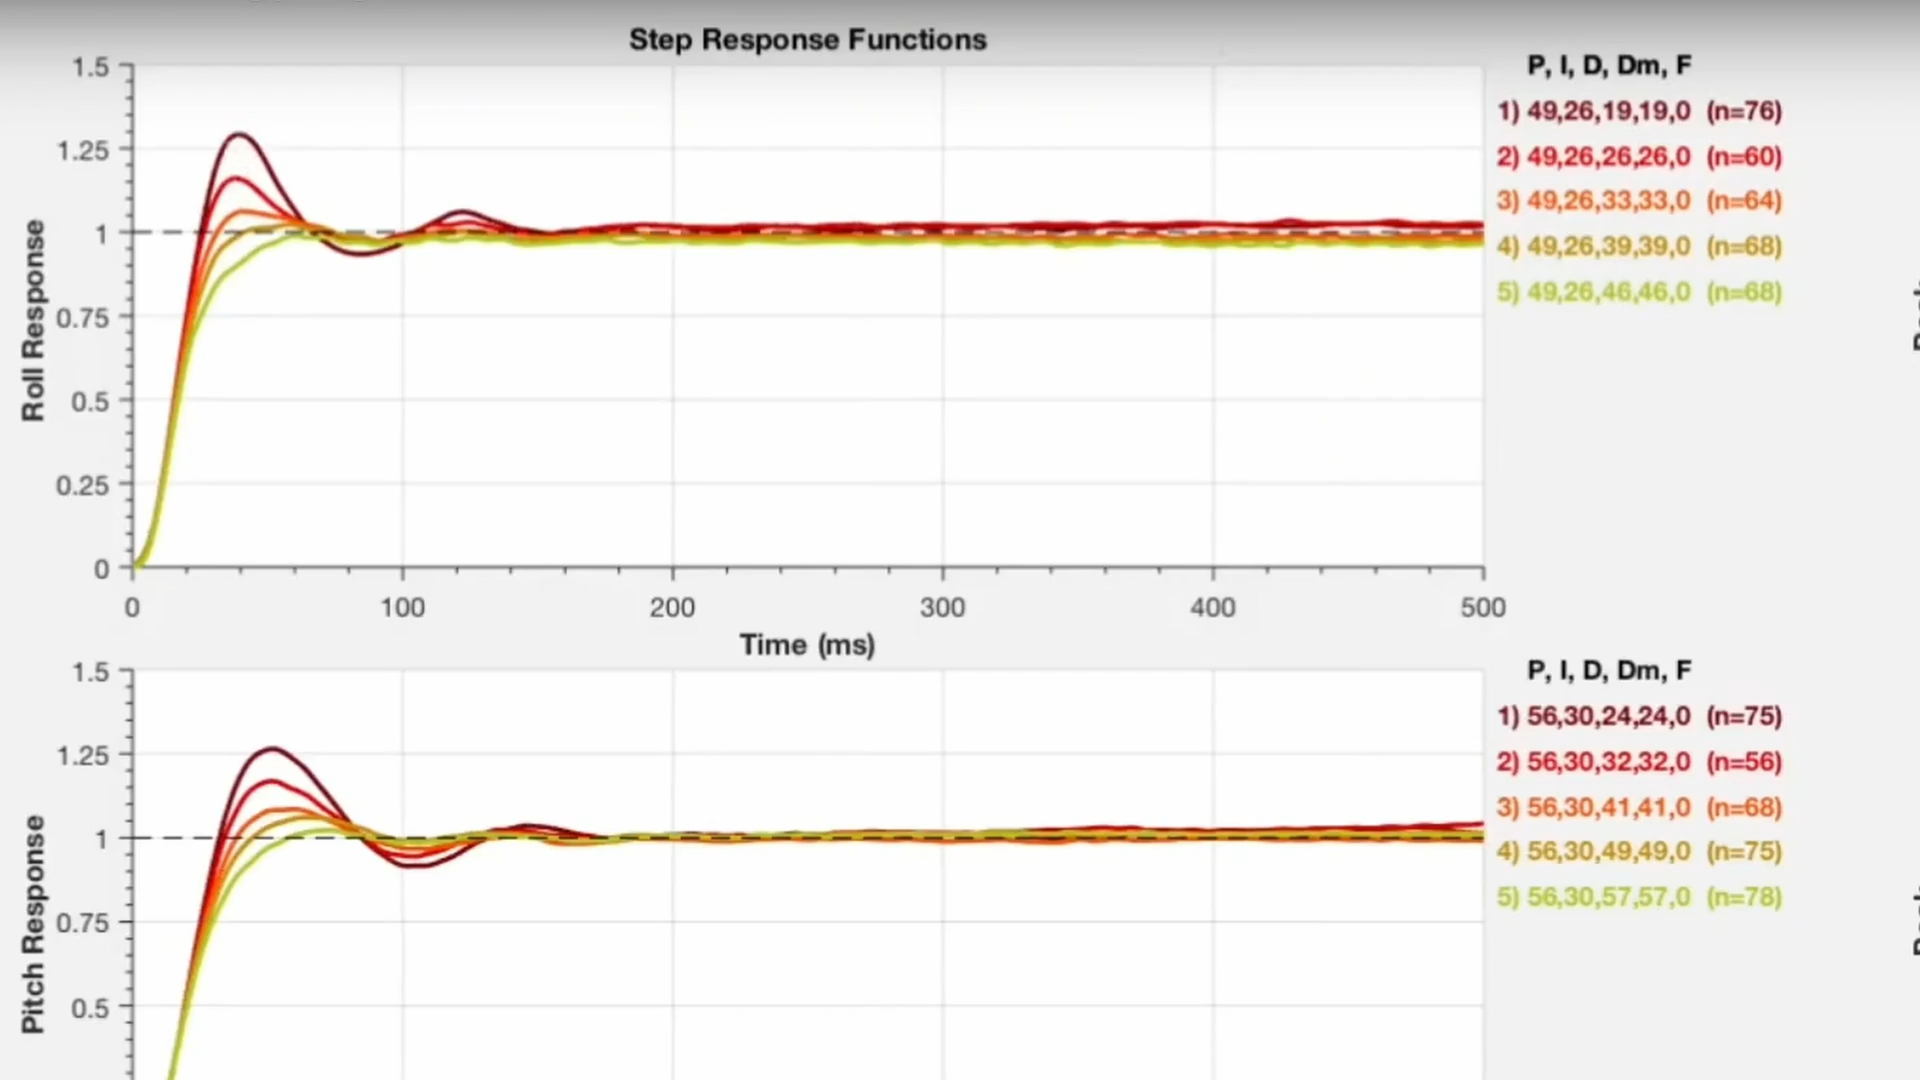 Step Response Functions
1.5
1.25
1
0.75
0.5
0.25
0
Roll Response
0 100 200 300 400 500
Time (ms)
P, I, D, Dm, F
1) 49,26,19,19,0 (n=76)
2) 49,26,26,26,0 (n=60)
3) 49,26,33,33,0 (n=64)
4) 49,26,39,39,0 (n=68)
5) 49,26,46,46,0 (n=68)
1.5
1.25
1
0.75
0.5
Pitch Response
P, I, D, Dm, F
1) 56,30,24,24,0 (n=75)
2) 56,30,32,32,0 (n=56)
3) 56,30,41,41,0 (n=68)
4) 56,30,49,49,0 (n=75)
5) 56,30,57,57,0 (n=78)